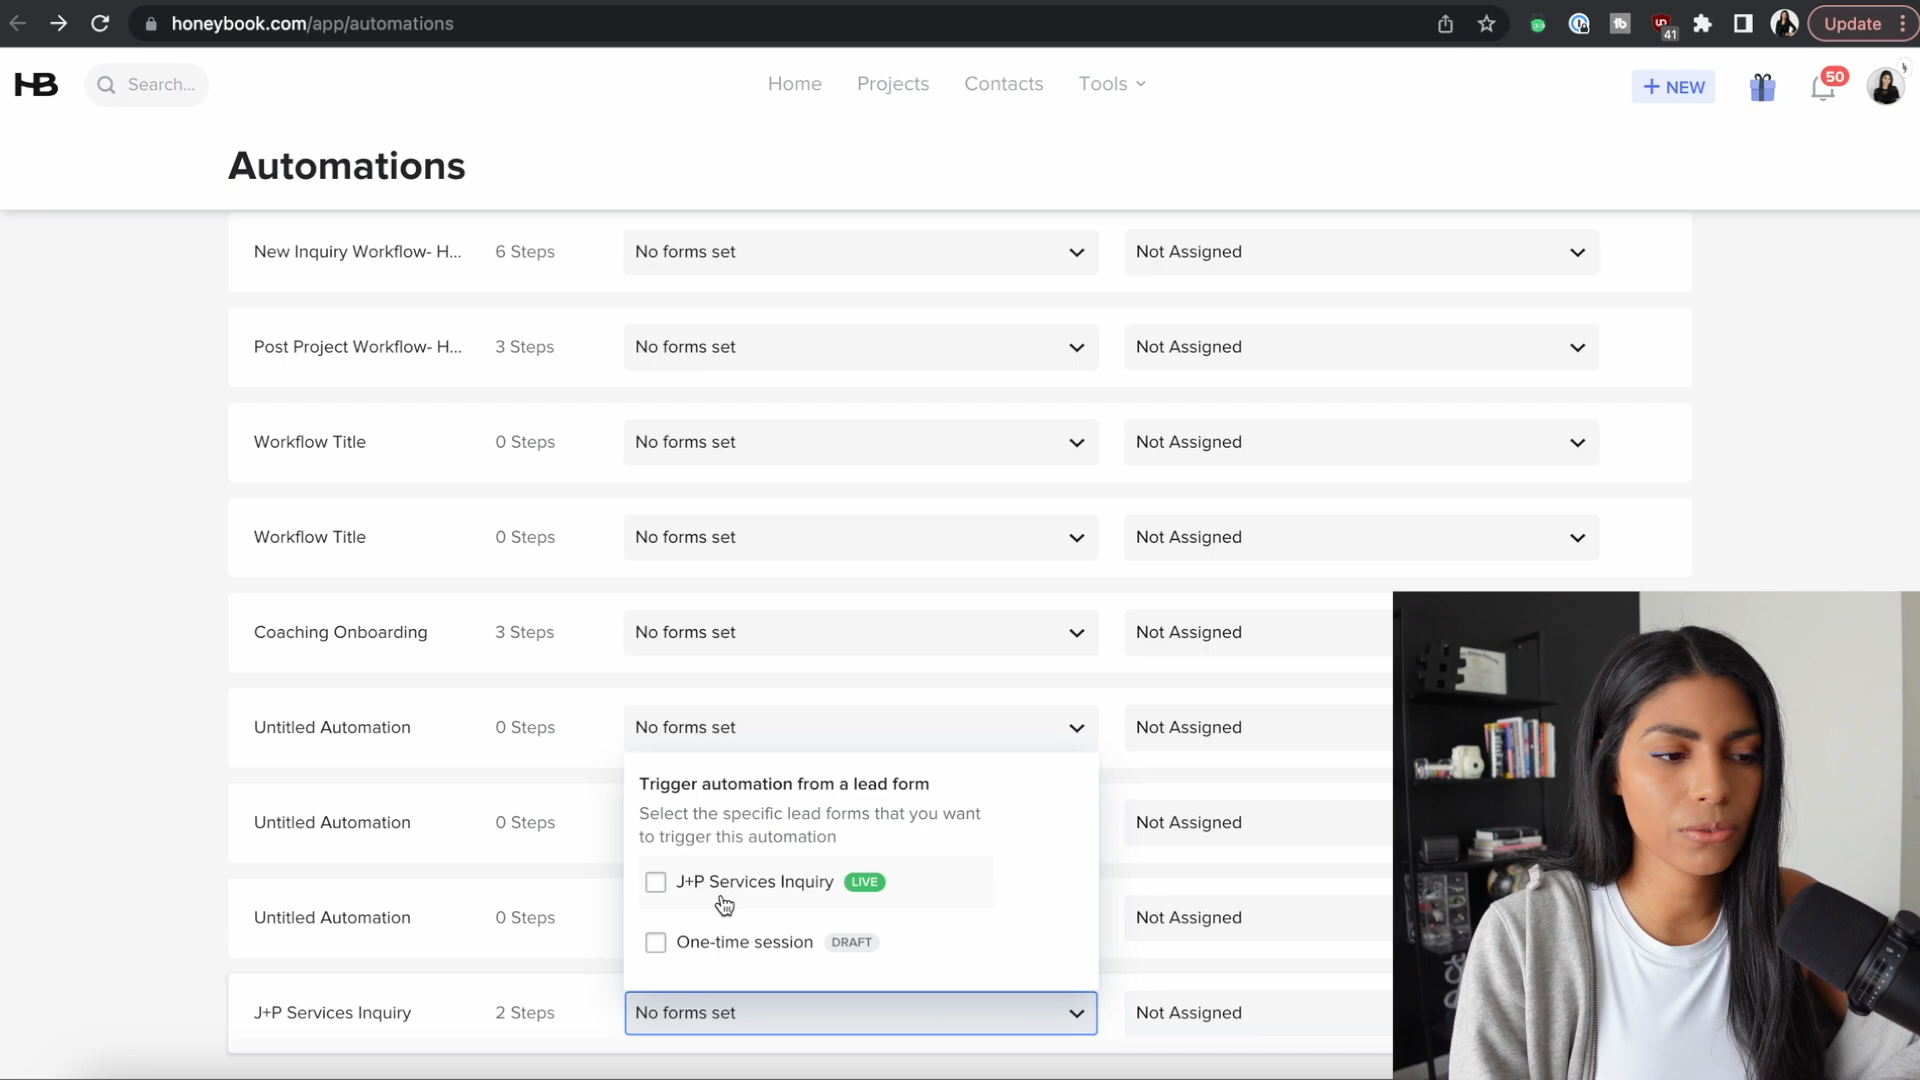 honeybook.com/app/automations
41
Update
HB
Search...
Home
Projects
Contacts
Tools
+ NEW
50
Automations
New Inquiry Workflow- H...
6 Steps
No forms set
Not Assigned
Post Project Workflow- H...
3 Steps
No forms set
Not Assigned
Workflow Title
0 Steps
No forms set
Not Assigned
Workflow Title
0 Steps
No forms set
Not Assigned
Coaching Onboarding
3 Steps
No forms set
Not Assigned
Untitled Automation
0 Steps
No forms set
Not Assigned
Trigger automation from a lead form
Select the specific lead forms that you want
to trigger this automation
Untitled Automation
0 Steps
Not Assigned
J+P Services Inquiry
LIVE
Untitled Automation
0 Steps
Not Assigned
One-time session
DRAFT
J+P Services Inquiry
2 Steps
No forms set
Not Assigned